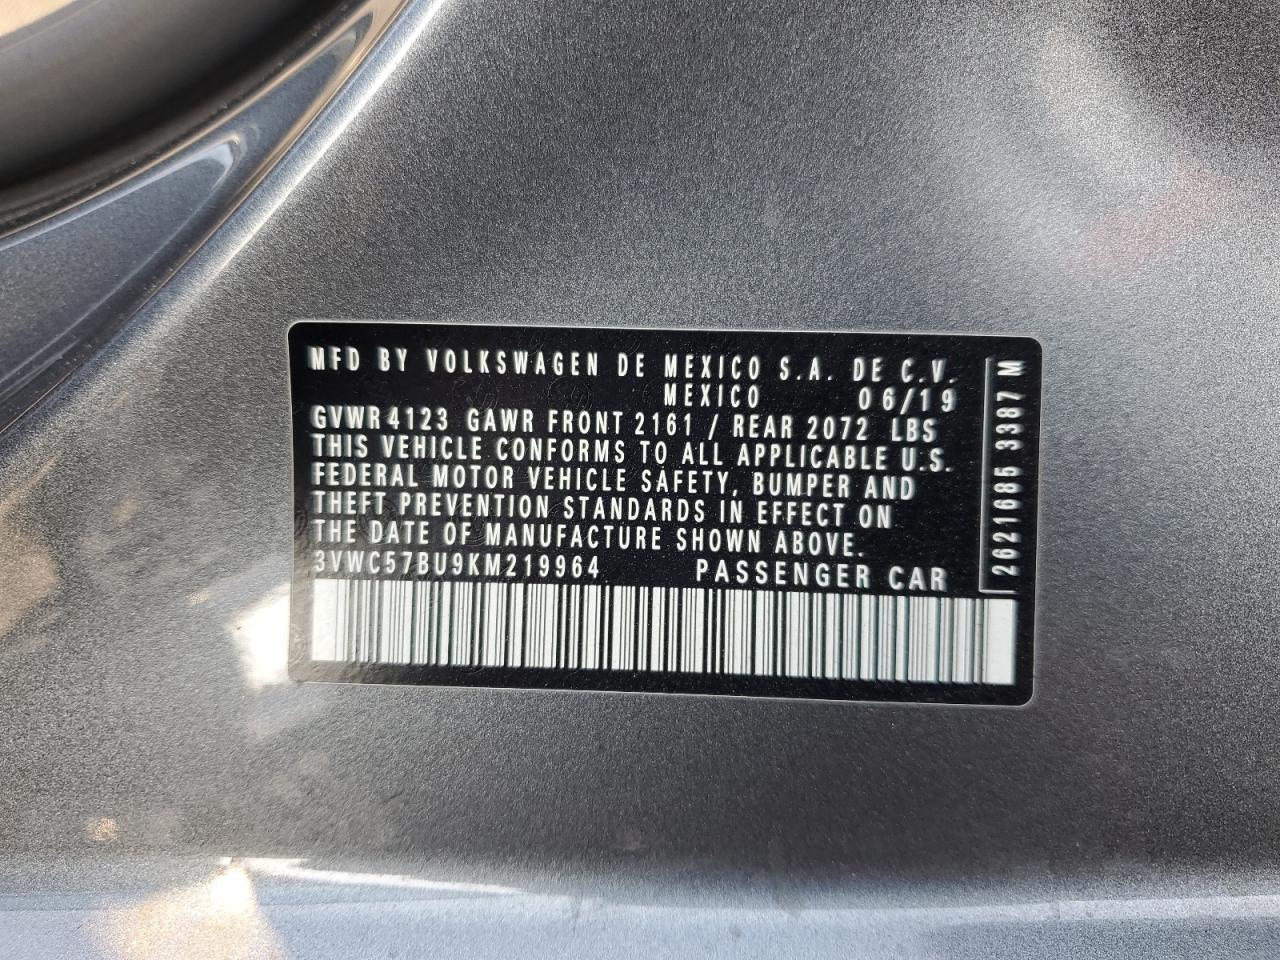 MFD BY VOLKSWAGEN DE MEXICO S.A. DE C.V.
MEXICO 06/19
GVWR 4123 GAWR FRONT 2161 / REAR 2072 LBS
THIS VEHICLE CONFORMS TO ALL APPLICABLE U.S.
FEDERAL MOTOR VEHICLE SAFETY, BUMPER AND
THEFT PREVENTION STANDARDS IN EFFECT ON
THE DATE OF MANUFACTURE SHOWN ABOVE.
3VWC57BU9KM219964 PASSENGER CAR
2621685 3387 M